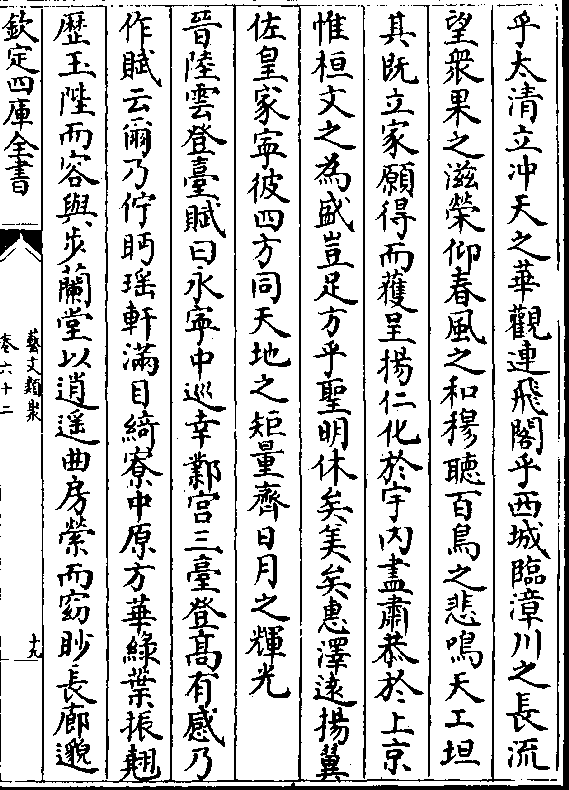 乎太清立冲天之華觀連飛閣乎西城臨漳川之長流
望衆果之滋榮仰春風之和穆聽百鳥之悲鳴天工坦
其既立家願得而獲呈揚仁化於宇内盡肅恭於上京
惟桓文之為盛豈足方乎聖明休矣美矣惠澤逺揚翼
佐皇家寧彼四方同天地之矩量齊日月之輝光
晉陸雲登臺賦曰永寧中巡幸鄴宫三臺登髙有感乃
作賦云爾乃佇眄瑶軒滿目綺寮中原方華緑葉振翹
歴玉陛而容與步蘭堂以逍遥曲房縈而窈眇長廊邈
欽定四庫全書
藝文類聚
卷六十二
十九